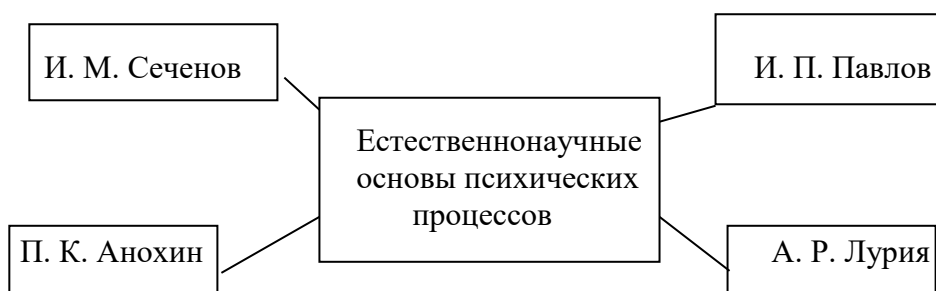 И. М. Сеченов
И. П. Павлов
Естественнонаучные
основы психических
процессов
П. К. Анохин
А. Р. Лурия